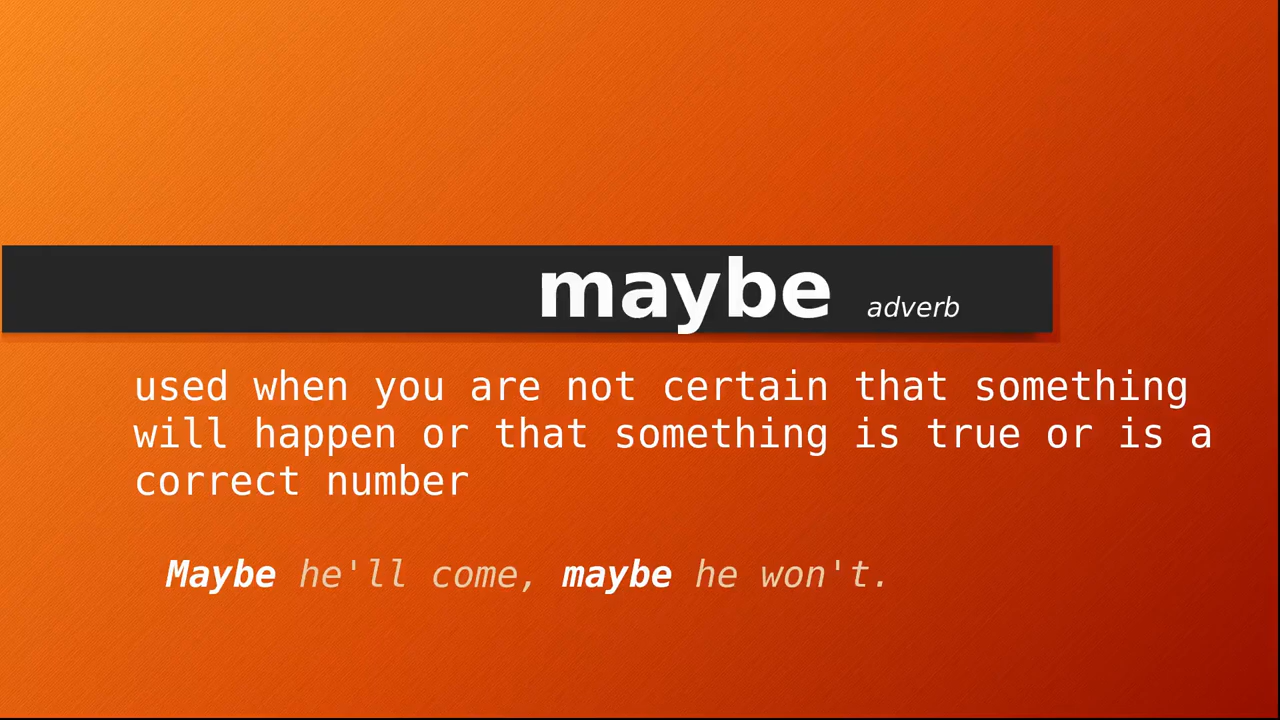 maybe adverb
used when you are not certain that something
will happen or that something is true or is a
correct number
Maybe he'll come, maybe he won't.